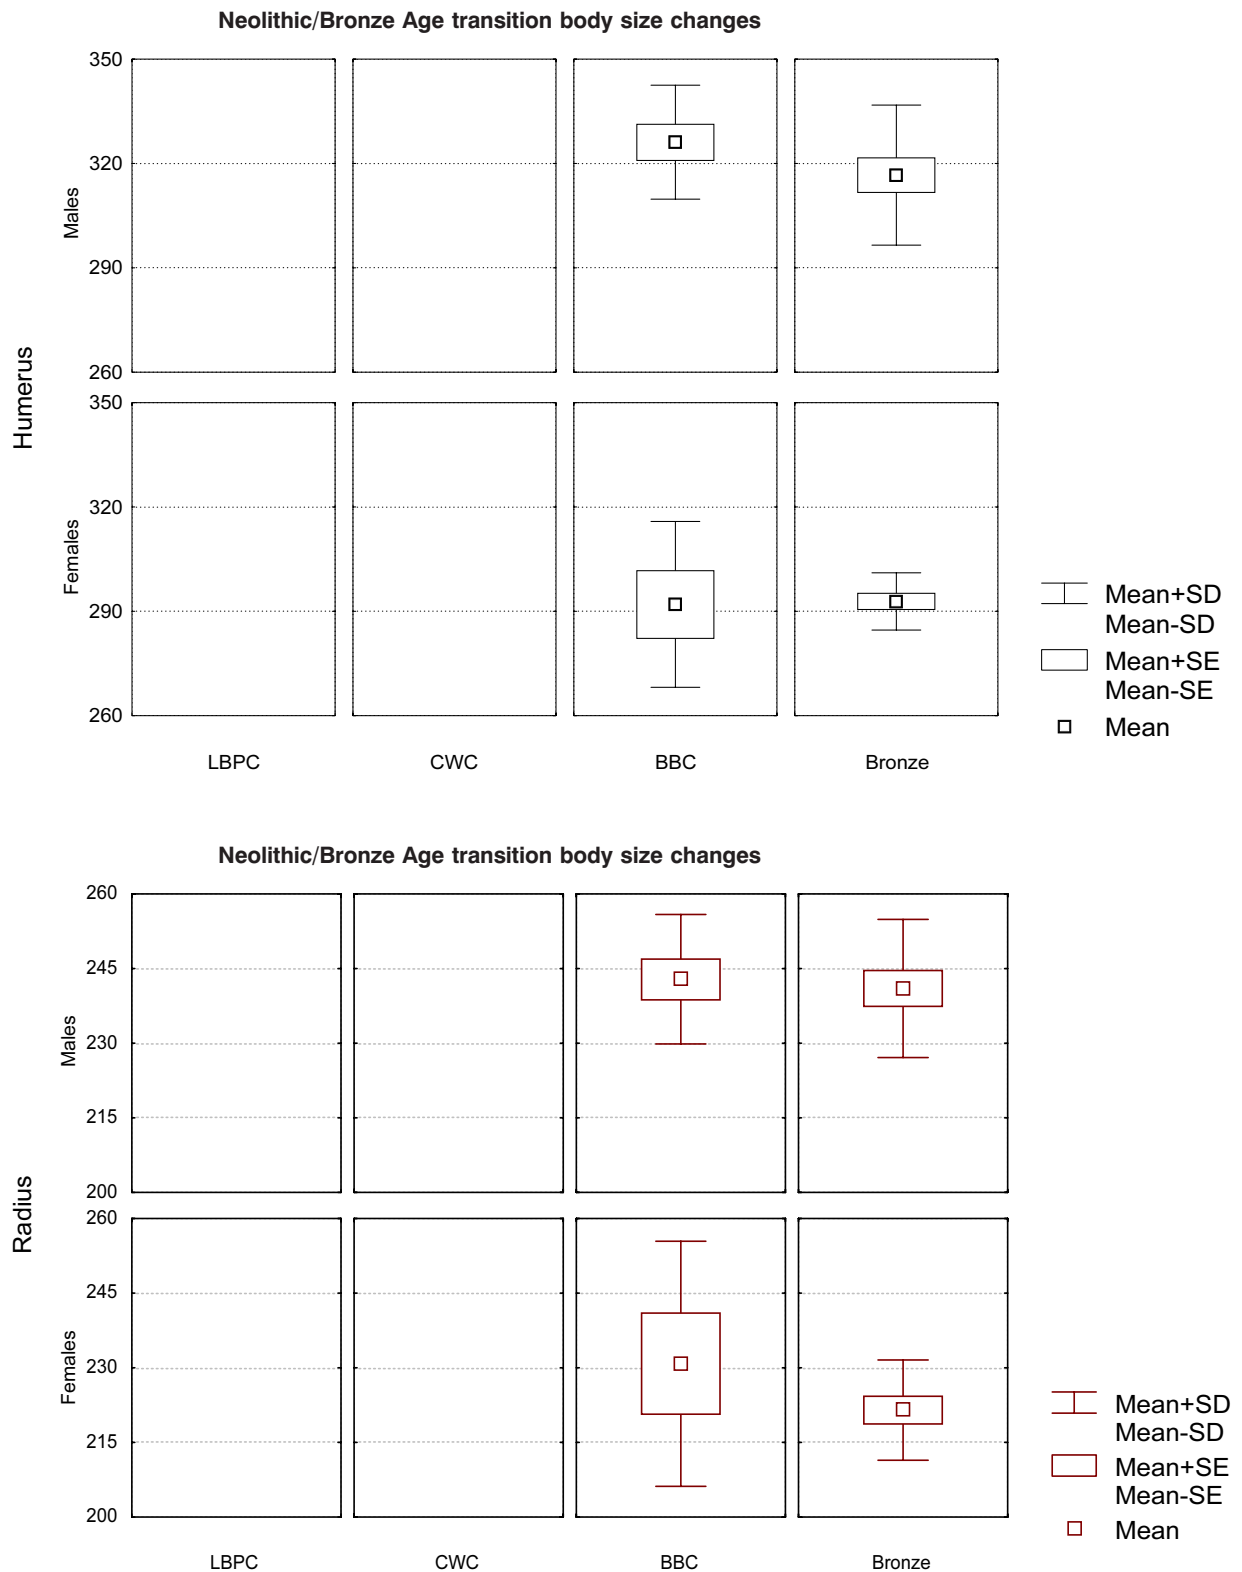 Neolithic/Bronze Age transition body size changes
350
320
290
260
Males
350
320
290
260
Females
Humerus
LBPC CWC BBC Bronze
Mean+SD
Mean-SD
Mean+SE
Mean-SE
Mean
Neolithic/Bronze Age transition body size changes
260
245
230
215
200
Males
260
245
230
215
200
Females
Radius
LBPC CWC BBC Bronze
Mean+SD
Mean-SD
Mean+SE
Mean-SE
Mean